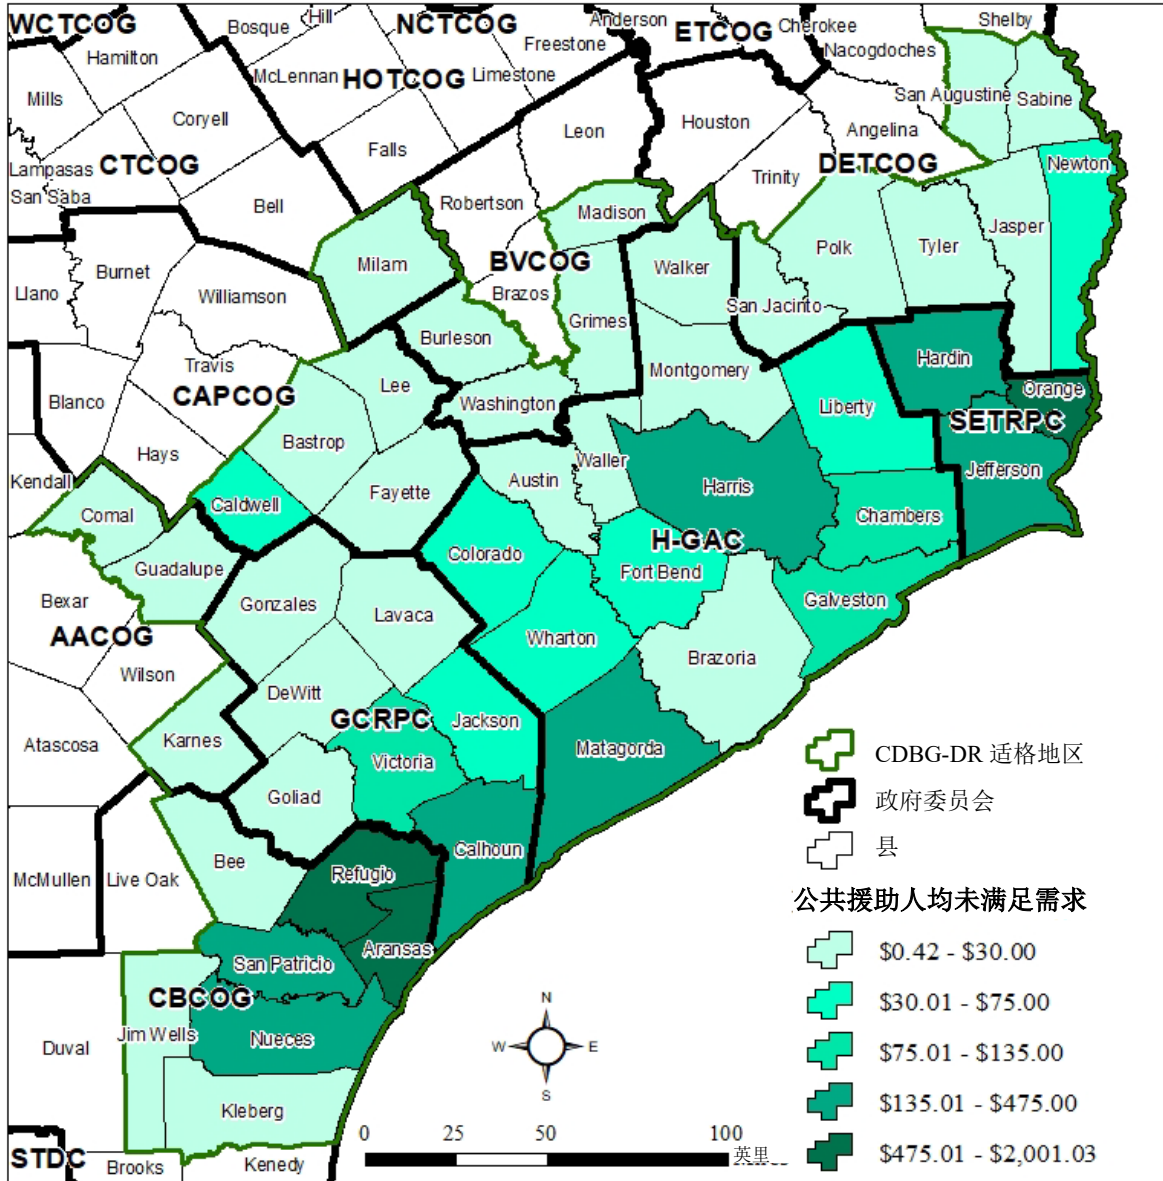 WCTCOG
Hill
Bosque
NCTCOG
Anderson
ETCOG
Cherokee
Shelby
Hamilton
Freestone
Nacogdoches
McLennan
HOTCOG
Limestone
Mills
San Augustine
Sabine
Coryell
Leon
Houston
Angelina
Falls
Lampasas
CTCOG
DETCOG
Newton
San Saba
Bell
Robertson
Madison
Trinity
Jasper
Milam
BVCOG
Walker
Polk
Tyler
Burnet
Llano
Williamson
Brazos
San Jacinto
Grimes
Burleson
Travis
Lee
Montgomery
Hardin
CAPCOG
Blanco
Washington
Liberty
Orange
SETRPC
Bastrop
Hays
Waller
Jefferson
Kendall
Austin
Harris
Fayette
Caldwell
Comal
Chambers
Colorado
H-GAC
Guadalupe
Fort Bend
Bexar
Gonzales
Lavaca
Galveston
AACOG
Wharton
Brazoria
Wilson
DeWitt
GCRPC
Jackson
Atascosa
Karnes
Victoria
Matagorda
Goliad
Calhoun
Bee
Refugio
McMullen
Live Oak
Aransas
San Patricio
CBCOG
Jim Wells
Nueces
Duval
Kleberg
STDC
Brooks
Kenedy
N
W
E
S
0
25
50
100
英里
CDBG-DR 适格地区
政府委员会
县
公共援助人均未满足需求
$0.42 - $30.00
$30.01 - $75.00
$75.01 - $135.00
$135.01 - $475.00
$475.01 - $2,001.03